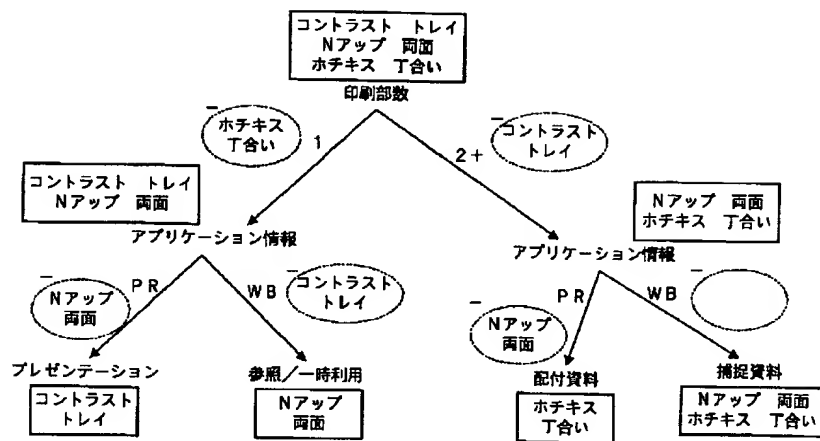 コントラスト トレイ
Nアップ 両面
ホチキス 丁合い
印刷部数
−
ホチキス
丁合い
1
2+
−
コントラスト
トレイ
コントラスト トレイ
Nアップ 両面
アプリケーション情報
Nアップ 両面
ホチキス 丁合い
アプリケーション情報
−
Nアップ
両面
PR
WB
−
コントラスト
トレイ
−
Nアップ
両面
PR
WB
−
プレゼンテーション
コントラスト
トレイ
参照/一時利用
Nアップ
両面
配付資料
ホチキス
丁合い
捕捉資料
Nアップ 両面
ホチキス 丁合い